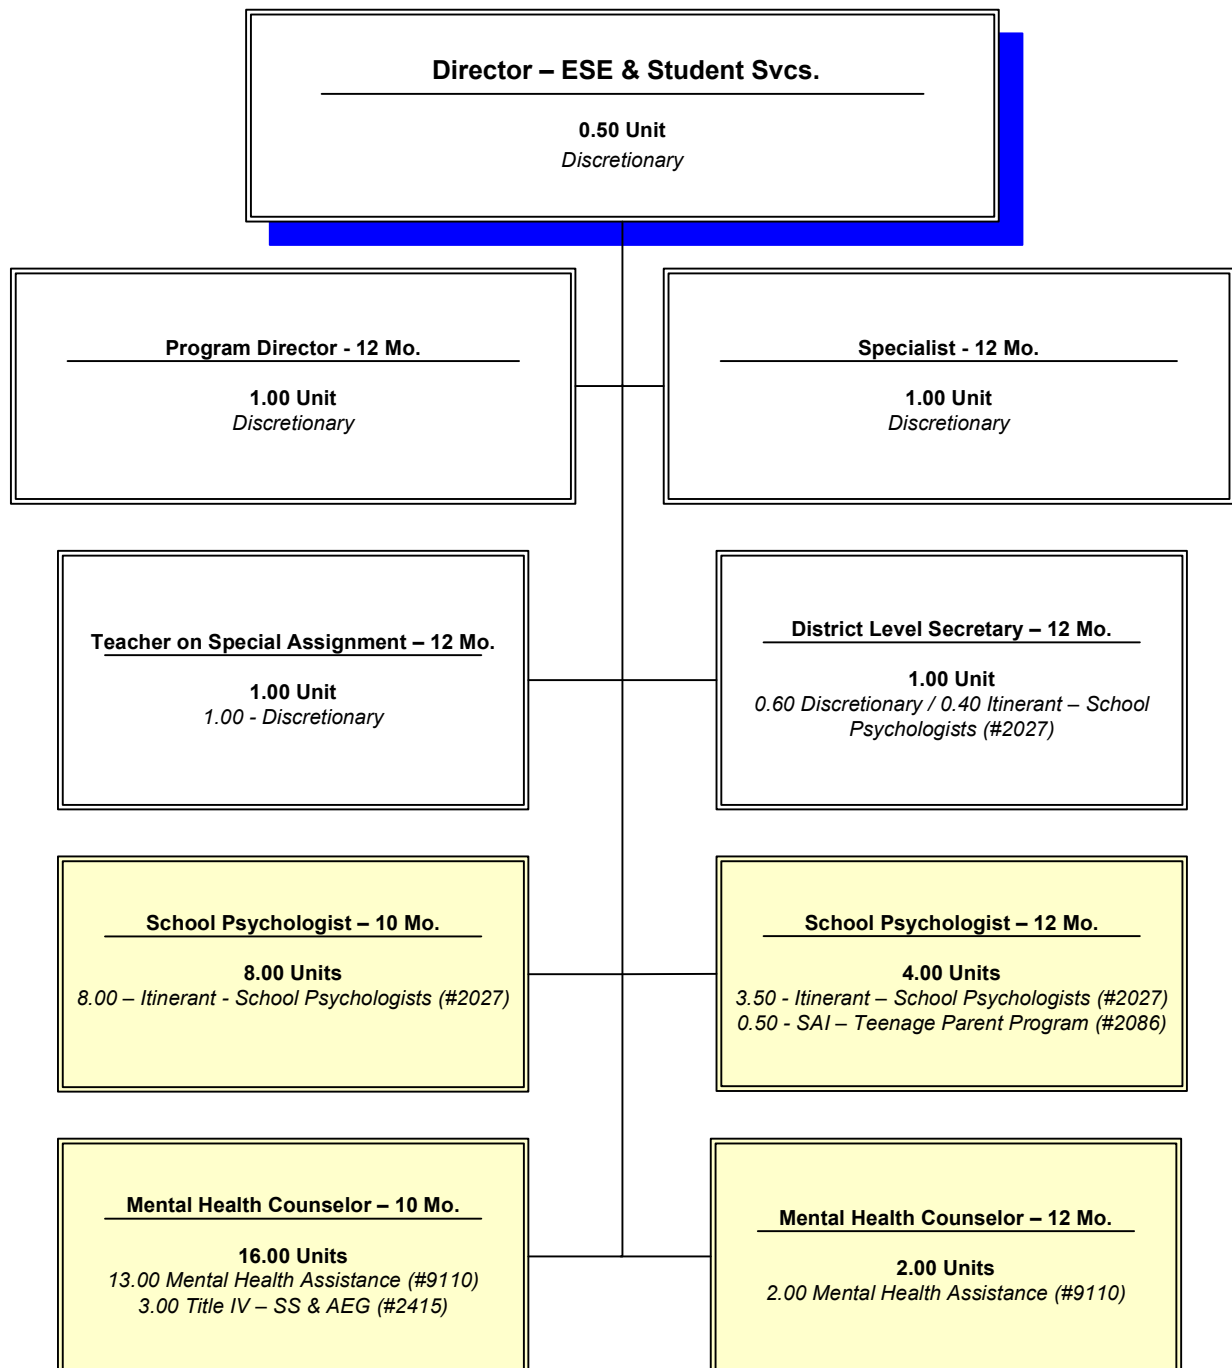 Director – ESE & Student Svcs.
0.50 Unit
Discretionary
Program Director - 12 Mo.
1.00 Unit
Discretionary
Specialist - 12 Mo.
1.00 Unit
Discretionary
Teacher on Special Assignment – 12 Mo.
1.00 Unit
1.00 - Discretionary
District Level Secretary – 12 Mo.
1.00 Unit
0.60 Discretionary / 0.40 Itinerant – School
Psychologists (#2027)
School Psychologist – 10 Mo.
8.00 Units
8.00 – Itinerant - School Psychologists (#2027)
School Psychologist – 12 Mo.
4.00 Units
3.50 - Itinerant – School Psychologists (#2027)
0.50 - SAI – Teenage Parent Program (#2086)
Mental Health Counselor – 10 Mo.
16.00 Units
13.00 Mental Health Assistance (#9110)
3.00 Title IV – SS & AEG (#2415)
Mental Health Counselor – 12 Mo.
2.00 Units
2.00 Mental Health Assistance (#9110)